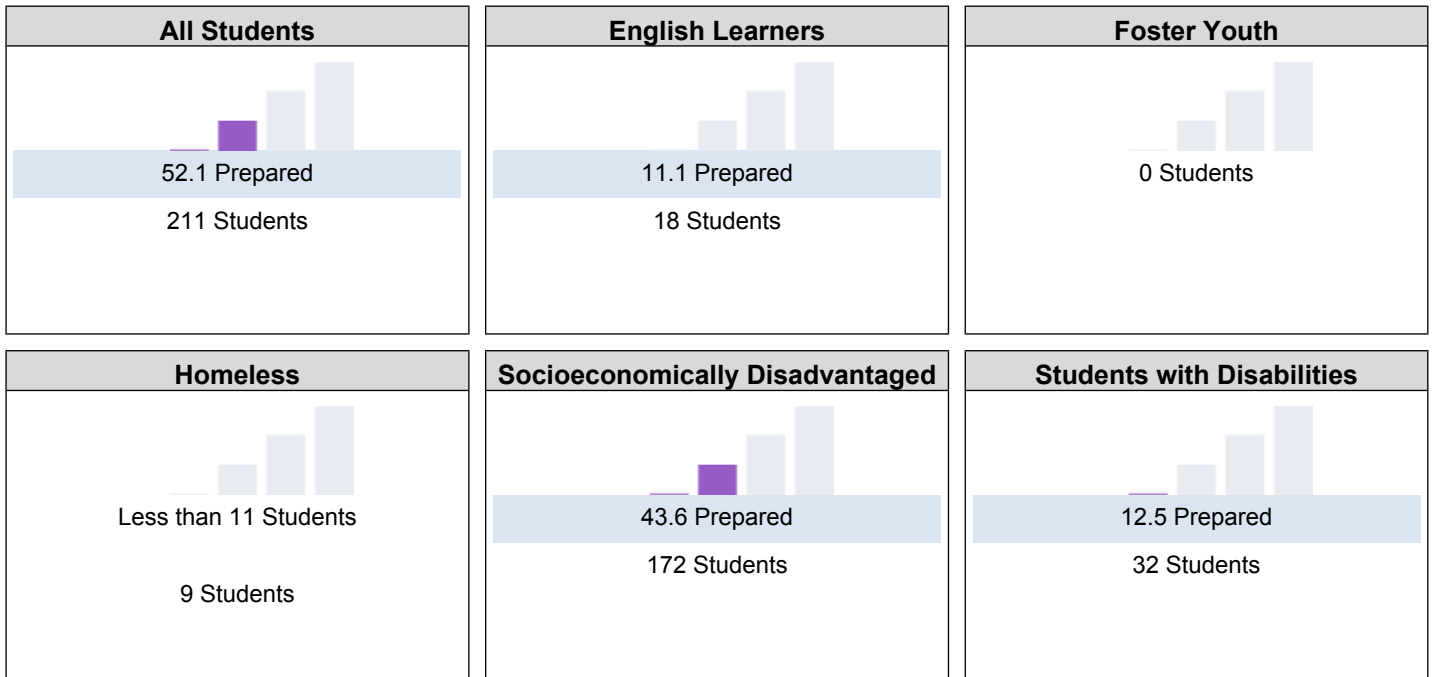 All Students
52.1 Prepared
211 Students
English Learners
11.1 Prepared
18 Students
Foster Youth
0 Students
Homeless
Less than 11 Students
9 Students
Socioeconomically Disadvantaged
43.6 Prepared
172 Students
Students with Disabilities
12.5 Prepared
32 Students